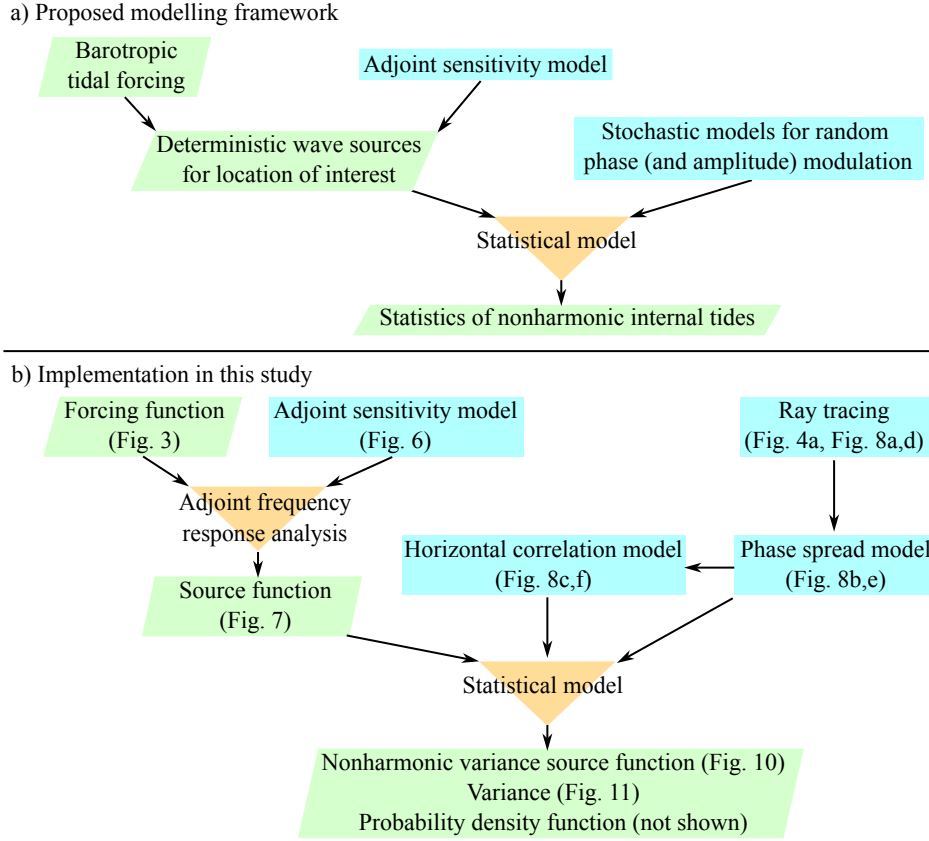 a) Proposed modelling framework
Barotropic
tidal forcing
Adjoint sensitivity model
Deterministic wave sources
for location of interest
Stochastic models for random
phase (and amplitude) modulation
Statistical model
Statistics of nonharmonic internal tides
b) Implementation in this study
Forcing function
(Fig. 3)
Adjoint sensitivity model
(Fig. 6)
Ray tracing
(Fig. 4a, Fig. 8a,d)
Adjoint frequency
response analysis
Horizontal correlation model
(Fig. 8c,f)
Phase spread model
(Fig. 8b,e)
Source function
(Fig. 7)
Statistical model
Nonharmonic variance source function (Fig. 10)
Variance (Fig. 11)
Probability density function (not shown)